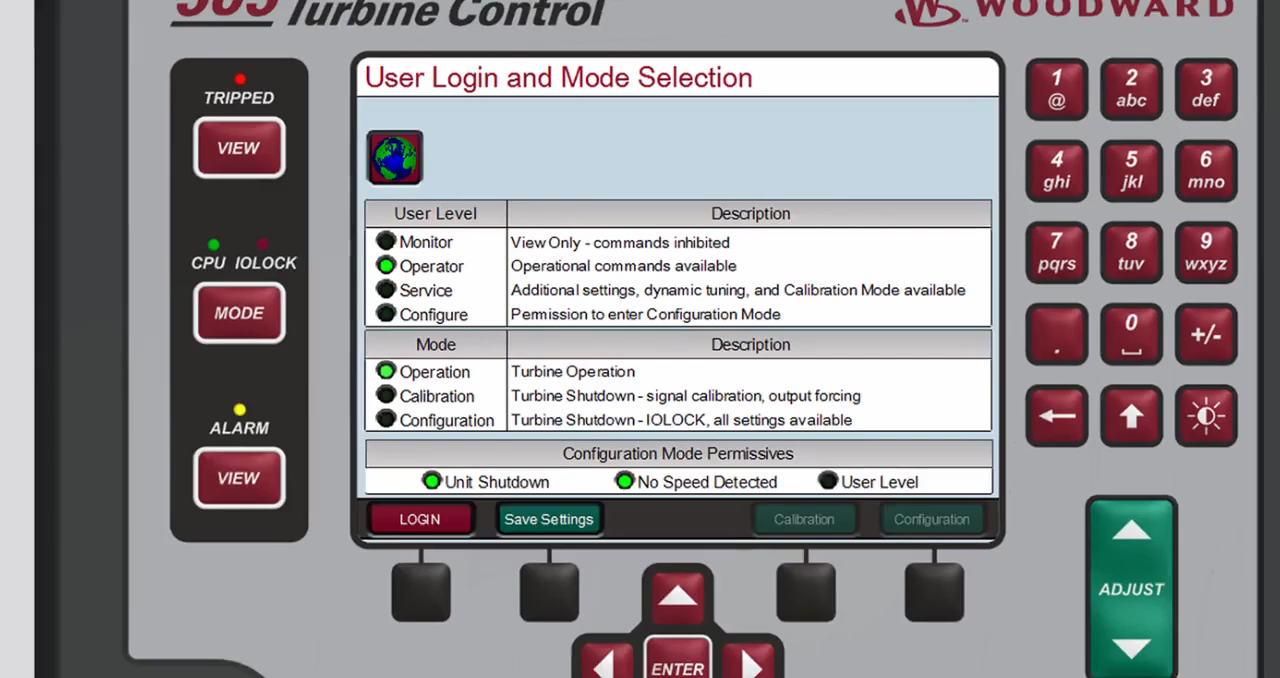 505 Turbine Control
WOODWARD
TRIPPED
VIEW
CPU IOLOCK
MODE
ALARM
VIEW
User Login and Mode Selection
User Level Description
Monitor View Only - commands inhibited
Operator Operational commands available
Service Additional settings, dynamic tuning, and Calibration Mode available
Configure Permission to enter Configuration Mode
Mode Description
Operation Turbine Operation
Calibration Turbine Shutdown - signal calibration, output forcing
Configuration Turbine Shutdown - IOLOCK, all settings available
Configuration Mode Permissives
Unit Shutdown No Speed Detected User Level
LOGIN Save Settings Calibration Configuration
ENTER
1 2 3
@ abc def
4 5 6
ghi jkl mno
7 8 9
pqrs tuv wxyz
. 0 +/-
ADJUST